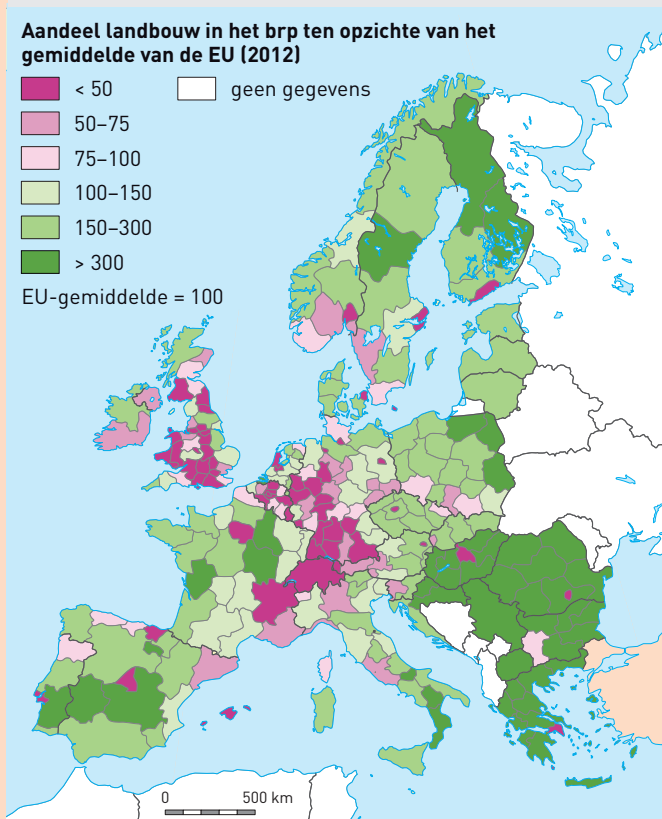 Aandeel landbouw in het brp ten opzichte van het
gemiddelde van de EU (2012)
< 50
geen gegevens
50–75
75–100
100–150
150–300
> 300
EU-gemiddelde = 100
0 500 km